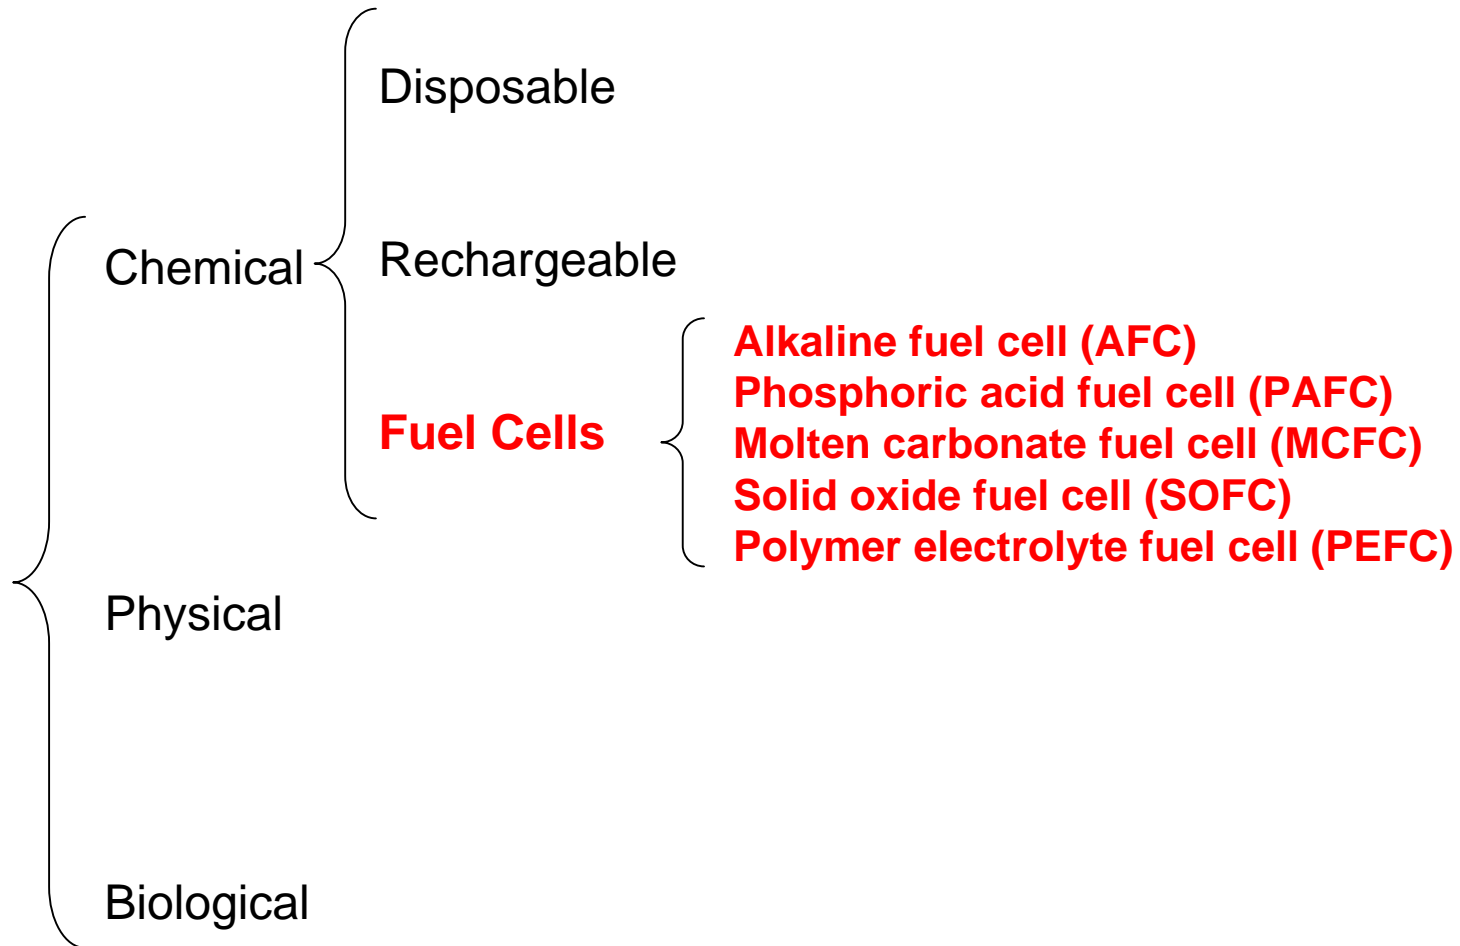 Disposable
Chemical
Rechargeable
Fuel Cells
Alkaline fuel cell (AFC)
Phosphoric acid fuel cell (PAFC)
Molten carbonate fuel cell (MCFC)
Solid oxide fuel cell (SOFC)
Polymer electrolyte fuel cell (PEFC)
Physical
Biological